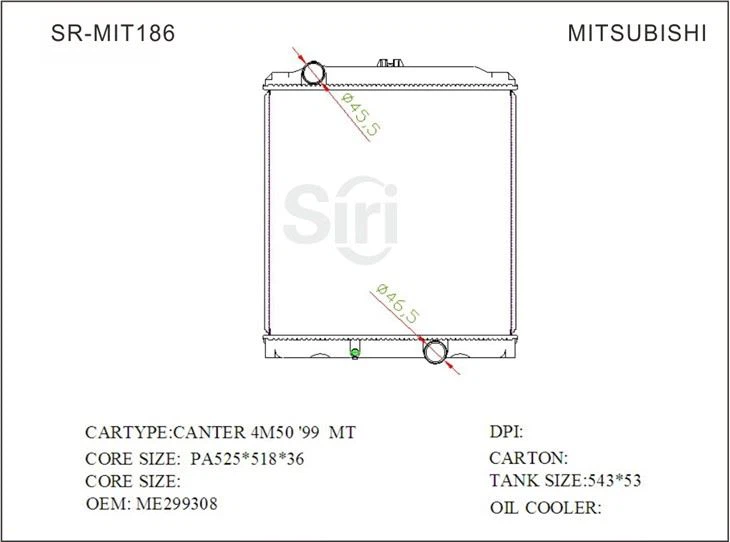 SR-MIT186
MITSUBISHI
Ø45,5
Siri
Ø46,5
CARTYPE:CANTER 4M50 '99 MT
DPI:
CORE SIZE: PA525*518*36
CARTON:
CORE SIZE:
TANK SIZE:543*53
OEM: ME299308
OIL COOLER: